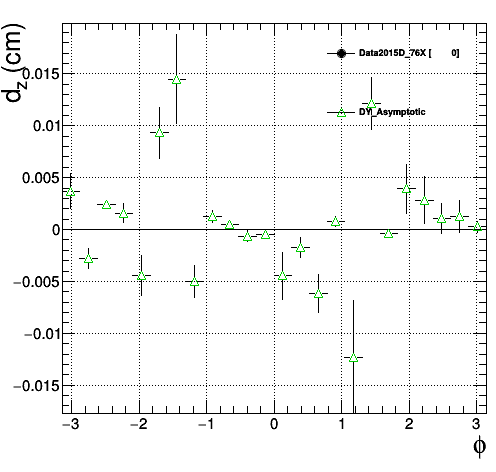 d_z (cm)
Data2015D_76X [ 0]
DY_Asymptotic
0.015
0.01
0.005
0
−0.005
−0.01
−0.015
−3 −2 −1 0 1 2 3
ϕ